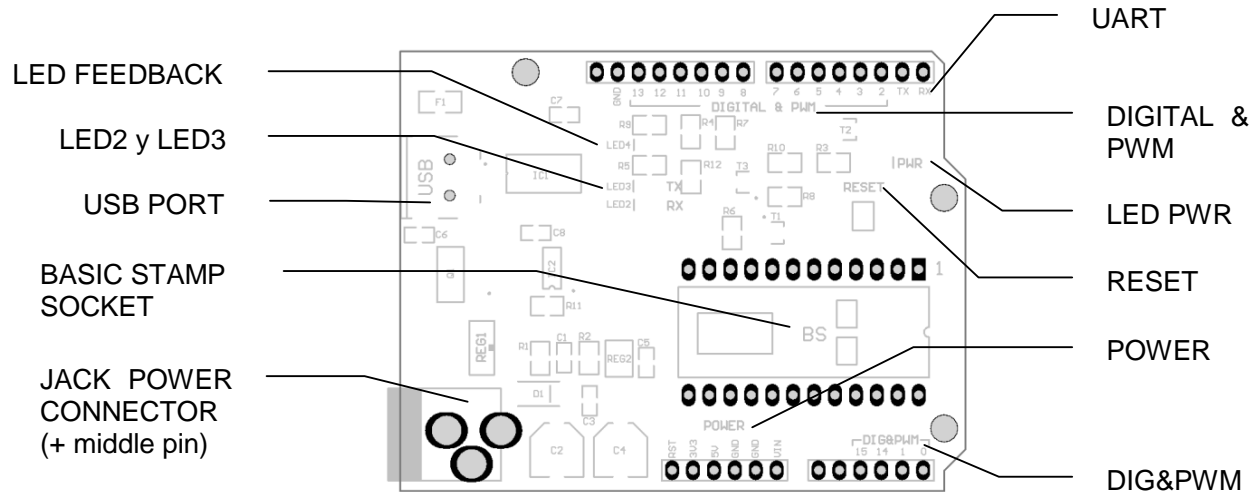 UART
LED FEEDBACK
GND 13 12 11 10 9 8 7 6 5 4 3 2 TX RX
F1
C7
DIGITAL & PWM
R9
R4
R7
T2
DIGITAL &
PWM
LED2 y LED3
LED4
R5
R12
T3
R10
R3
PWR
USB
IC1
LED3 TX
RESET
USB PORT
LED2 RX
R8
LED PWR
C6
C8
R6
T1
BASIC STAMP
SOCKET
C2
1
RESET
R11
BS
REG1
R1
C1
R2
REG2
C5
POWER
JACK POWER
CONNECTOR
(+ middle pin)
D1
C3
POWER
C2
C4
RST 3V3 5V GND GND VIN
DIG&PWM
15 14 1 0
DIG&PWM